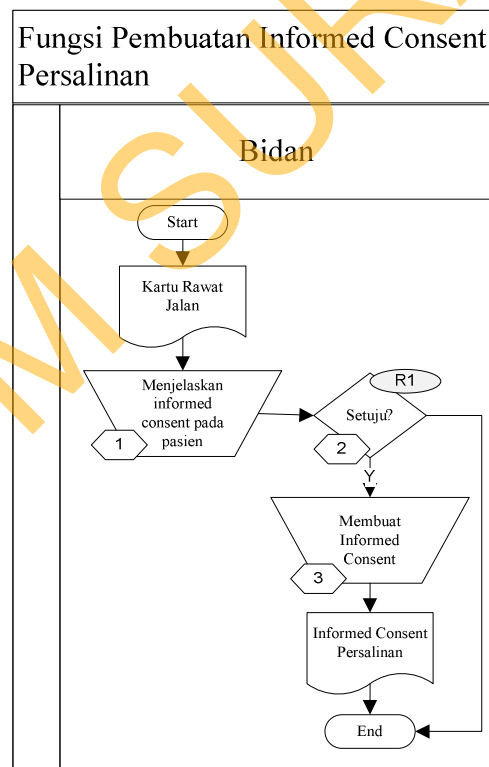 Fungsi Pembuatan Informed Consent
Persalinan
Bidan
Start
Kartu Rawat
Jalan
Menjelaskan
informed
consent pada
pasien
1
R1
Setuju?
2
Y
Membuat
Informed
Consent
3
Informed Consent
Persalinan
End
M SURA